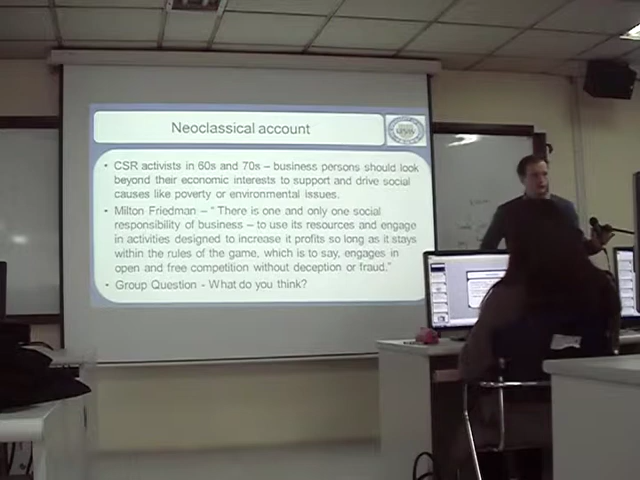 Neoclassical account
• CSR activists in 60s and 70s – business persons should look
beyond their economic interests to support and drive social
causes like poverty or environmental issues.
• Milton Friedman – " There is one and only one social
responsibility of business – to use its resources and engage
in activities designed to increase it profits so long as it stays
within the rules of the game, which is to say, engages in
open and free competition without deception or fraud."
• Group Question - What do you think?